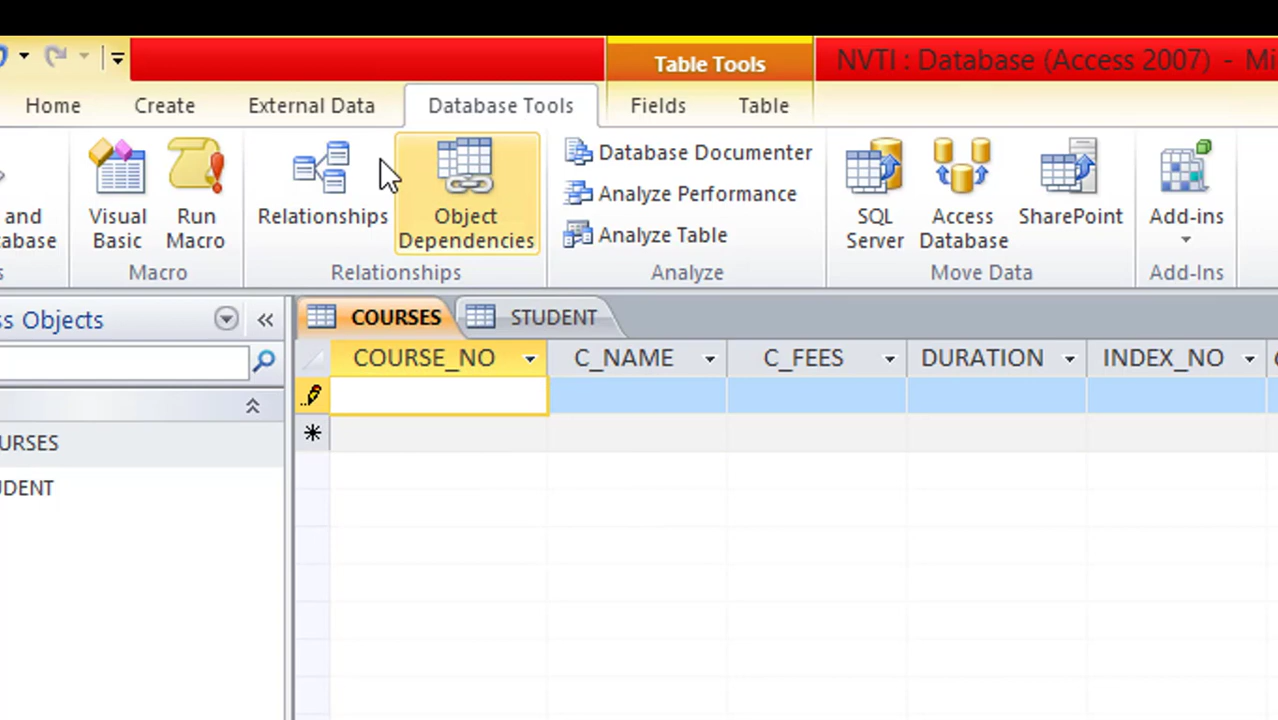 Table Tools
NVTI : Database (Access 2007) - Mi
Home Create External Data Database Tools Fields Table
and
abase
Visual
Basic
Run
Macro
Macro
Relationships
Object
Dependencies
Relationships
Database Documenter
Analyze Performance
Analyze Table
Analyze
SQL
Server
Access
Database
SharePoint
Move Data
Add-ins
Add-Ins
s Objects
COURSES STUDENT
COURSE_NO C_NAME C_FEES DURATION INDEX_NO
URSES
UDENT